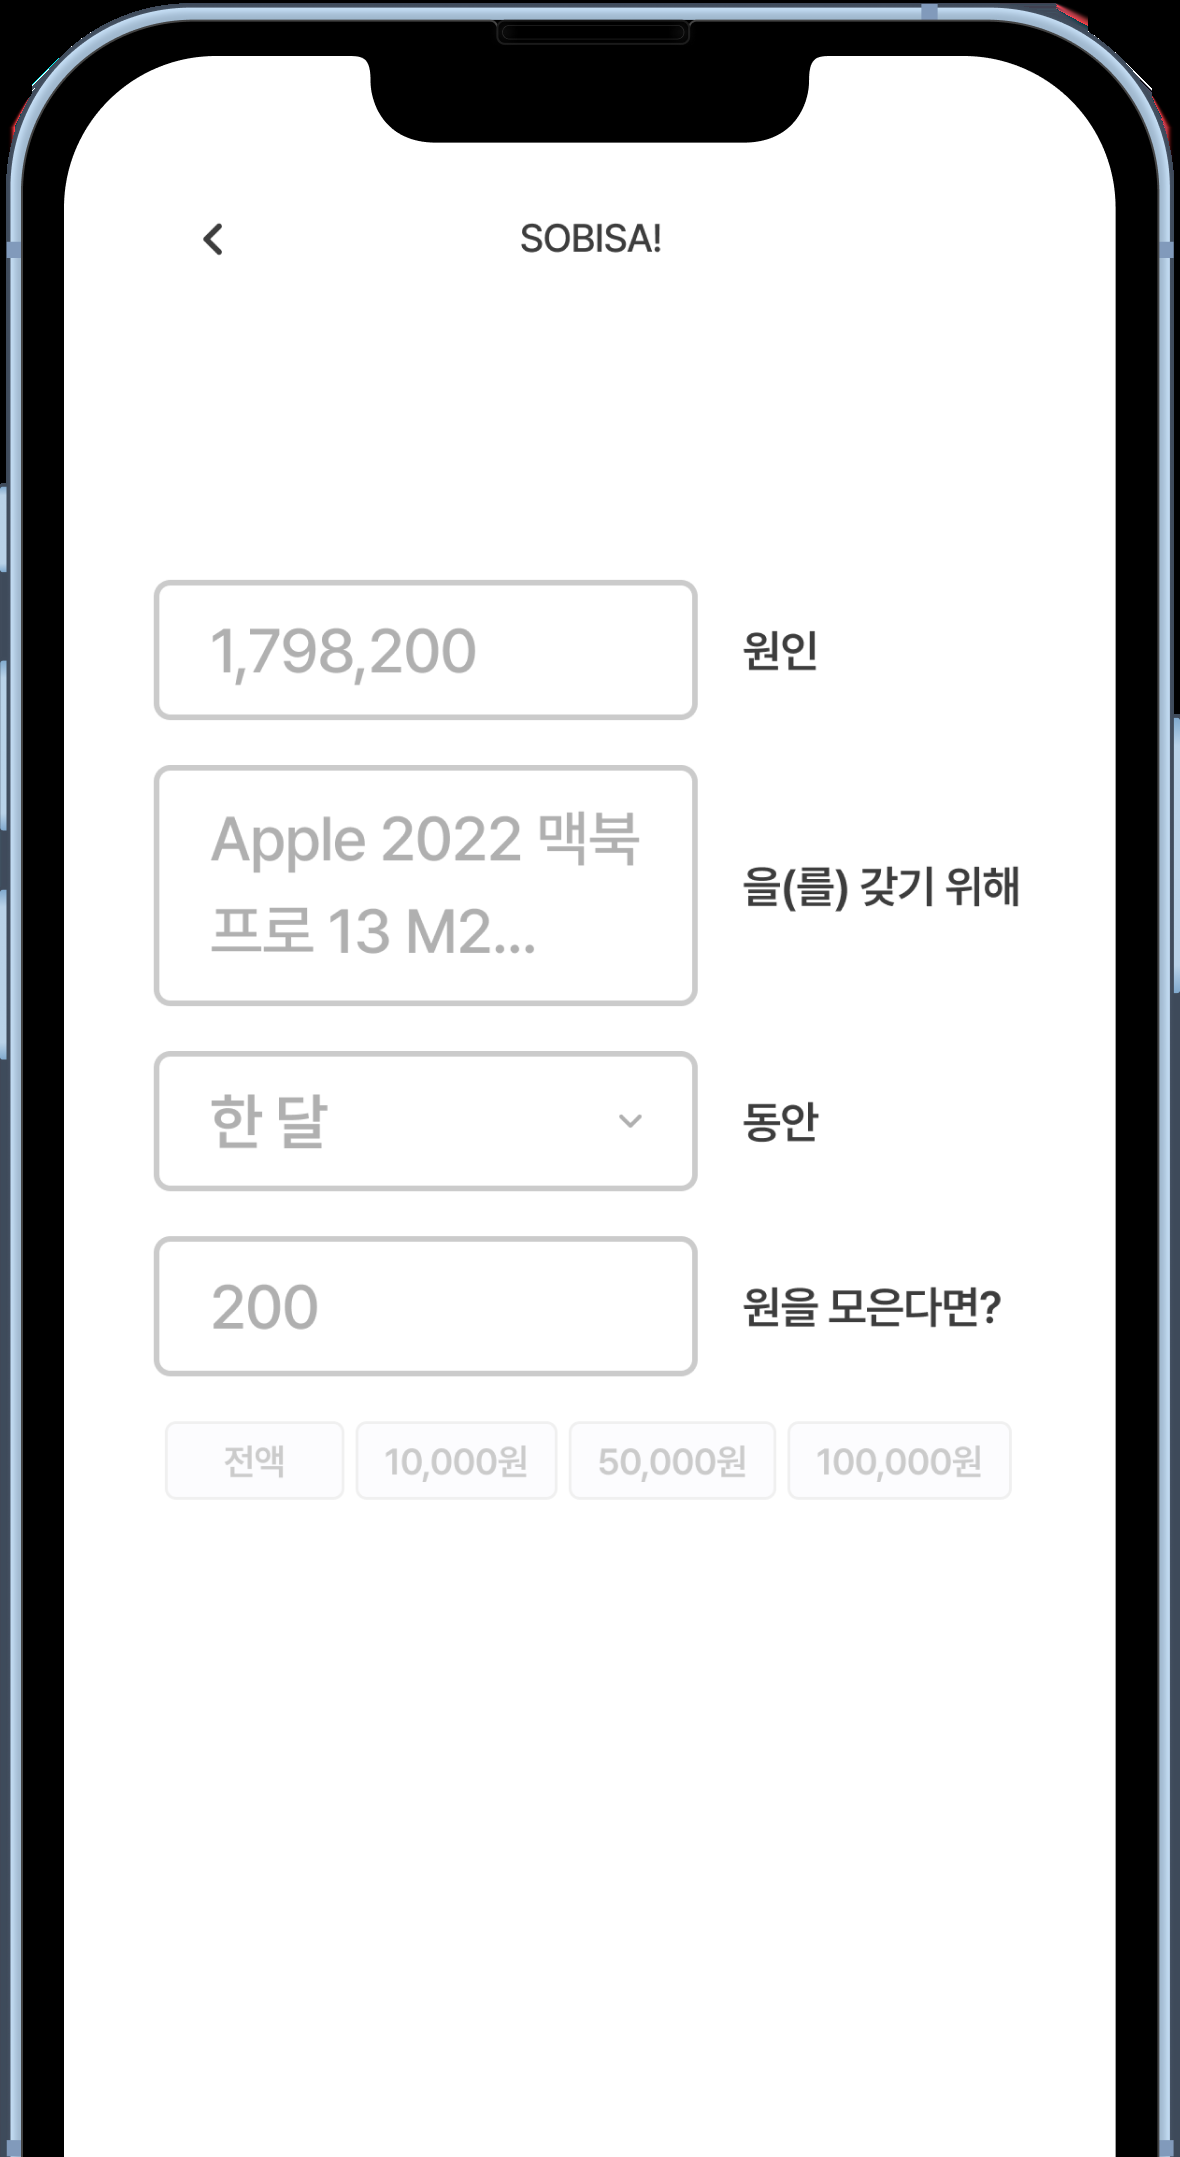 SOBISA!
1,798,200 원인
Apple 2022 맥북
프로 13 M2...
을(를) 갖기 위해
한 달 동안
200 원을 모은다면?
전액 10,000원 50,000원 100,000원